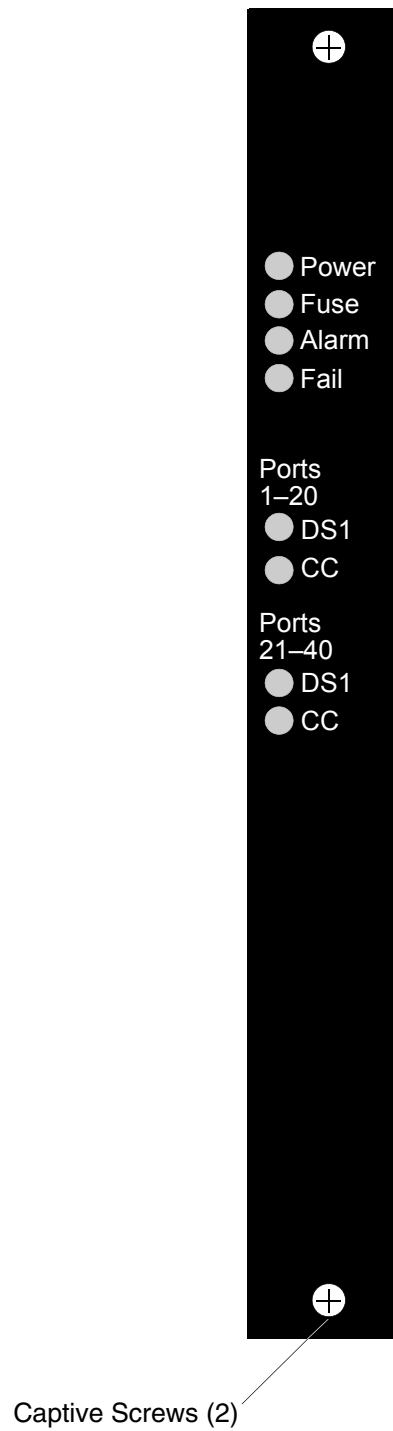 Power
Fuse
Alarm
Fail
Ports
1–20
DS1
CC
Ports
21–40
DS1
CC
Captive Screws (2)